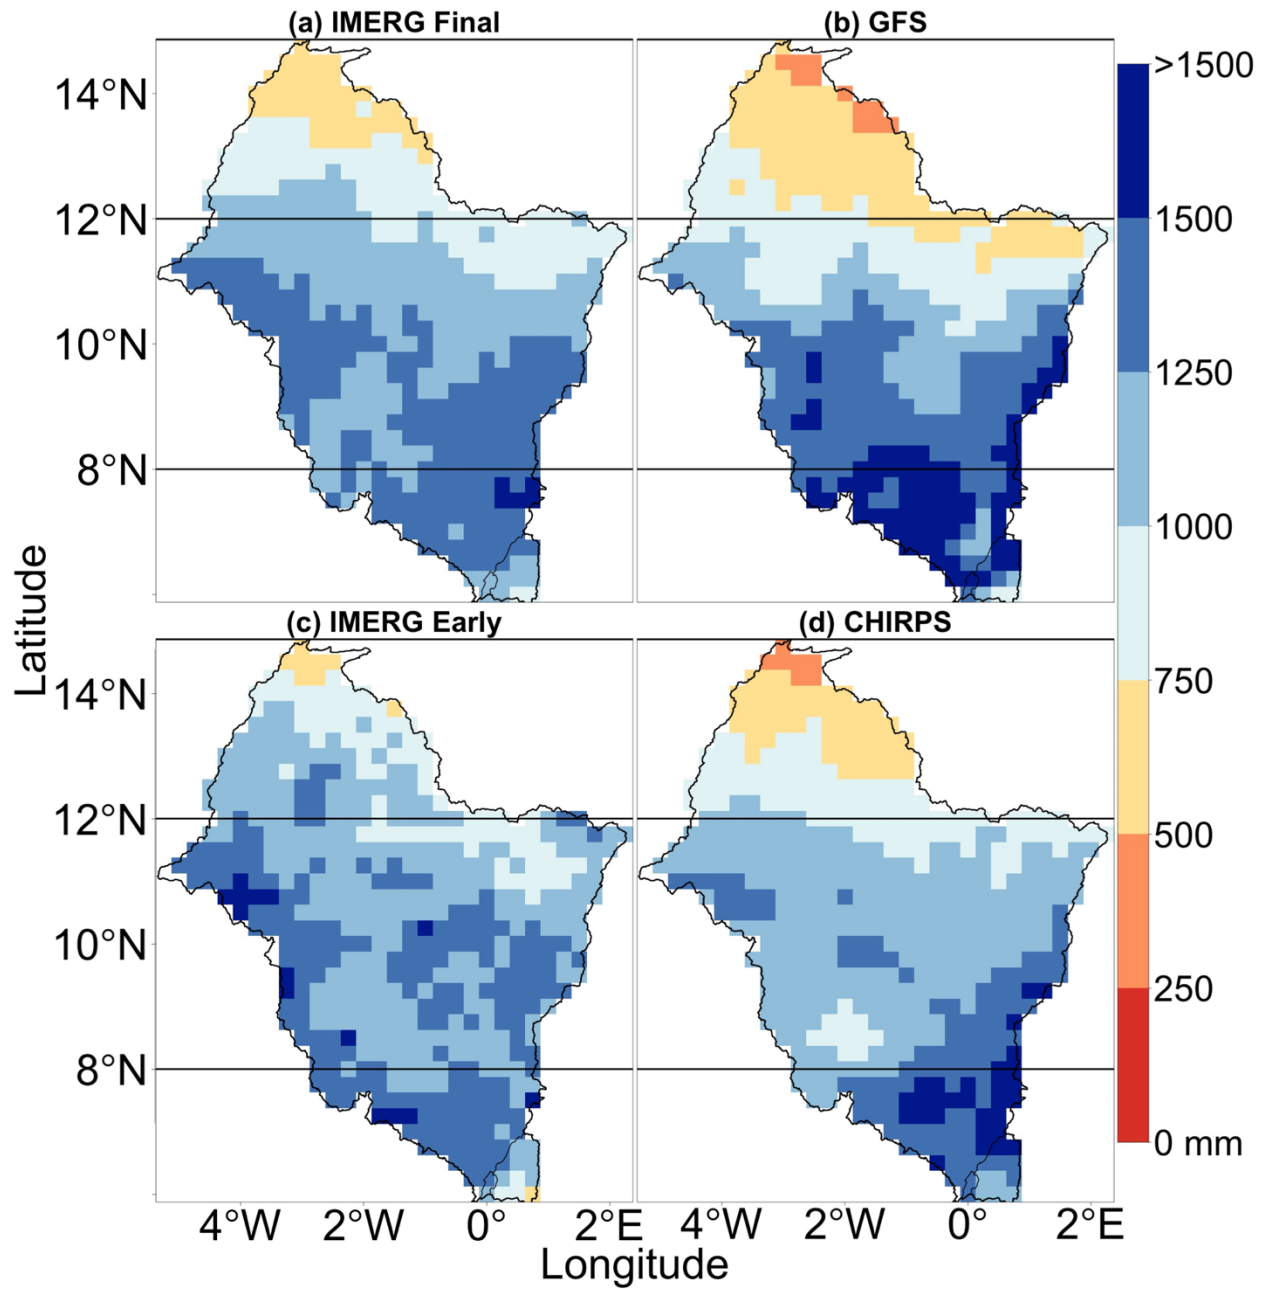 (a) IMERG Final
(b) GFS
14°N
12°N
10°N
8°N
(c) IMERG Early
(d) CHIRPS
14°N
12°N
10°N
8°N
4°W 2°W 0° 2°E
4°W 2°W 0° 2°E
Latitude
Longitude
>1500
1500
1250
1000
750
500
250
0 mm